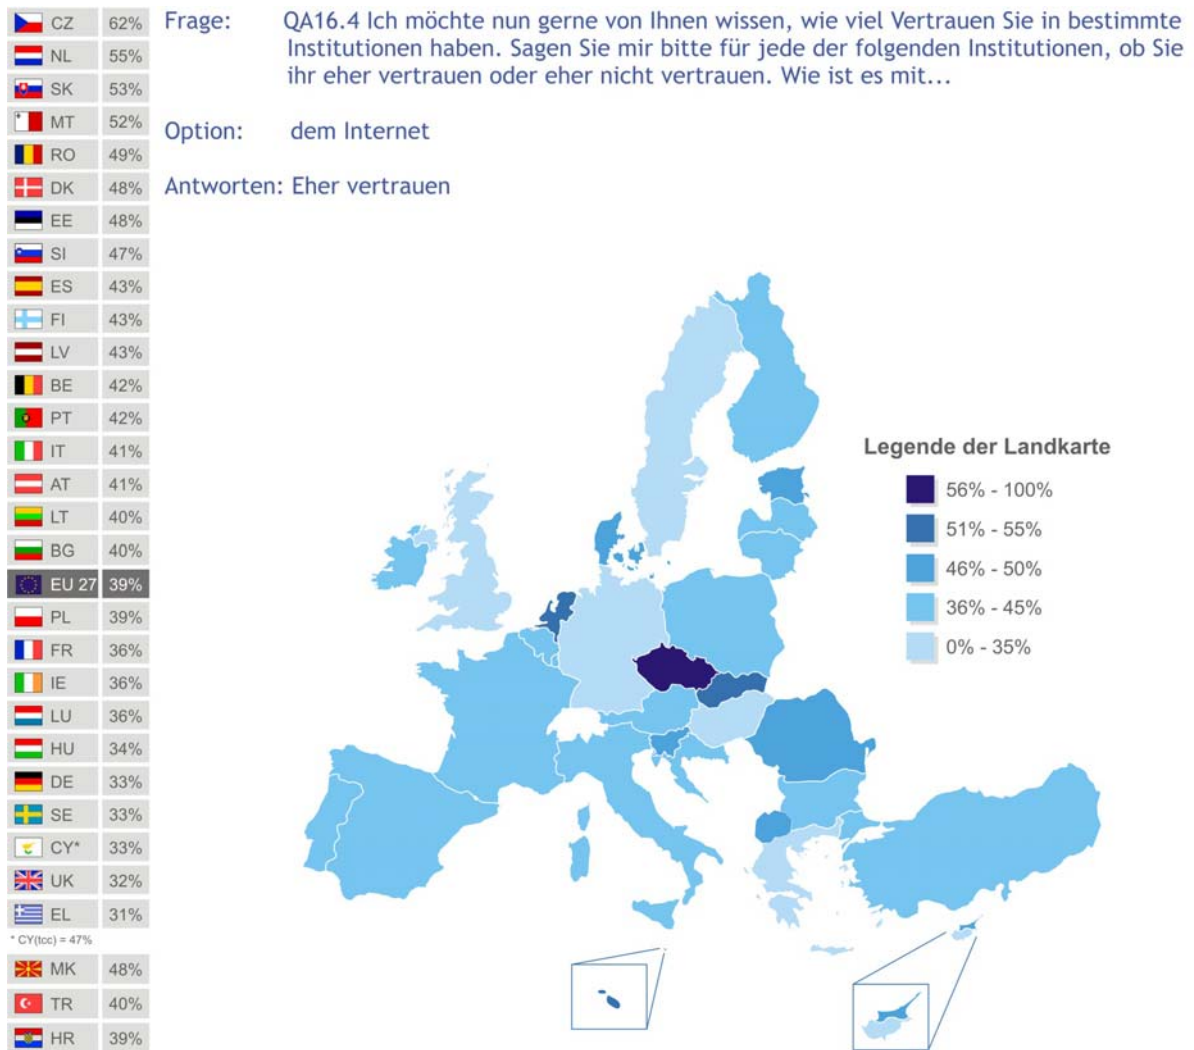 CZ 62%
NL 55%
SK 53%
MT 52%
RO 49%
DK 48%
EE 48%
SI 47%
ES 43%
FI 43%
LV 43%
BE 42%
PT 42%
IT 41%
AT 41%
LT 40%
BG 40%
EU 27 39%
PL 39%
FR 36%
IE 36%
LU 36%
HU 34%
DE 33%
SE 33%
CY* 33%
UK 32%
EL 31%
* CY(tcc) = 47%
MK 48%
TR 40%
HR 39%
Frage: QA16.4 Ich möchte nun gerne von Ihnen wissen, wie viel Vertrauen Sie in bestimmte
Institutionen haben. Sagen Sie mir bitte für jede der folgenden Institutionen, ob Sie
ihr eher vertrauen oder eher nicht vertrauen. Wie ist es mit...
Option: dem Internet
Antworten: Eher vertrauen
Legende der Landkarte
56% - 100%
51% - 55%
46% - 50%
36% - 45%
0% - 35%